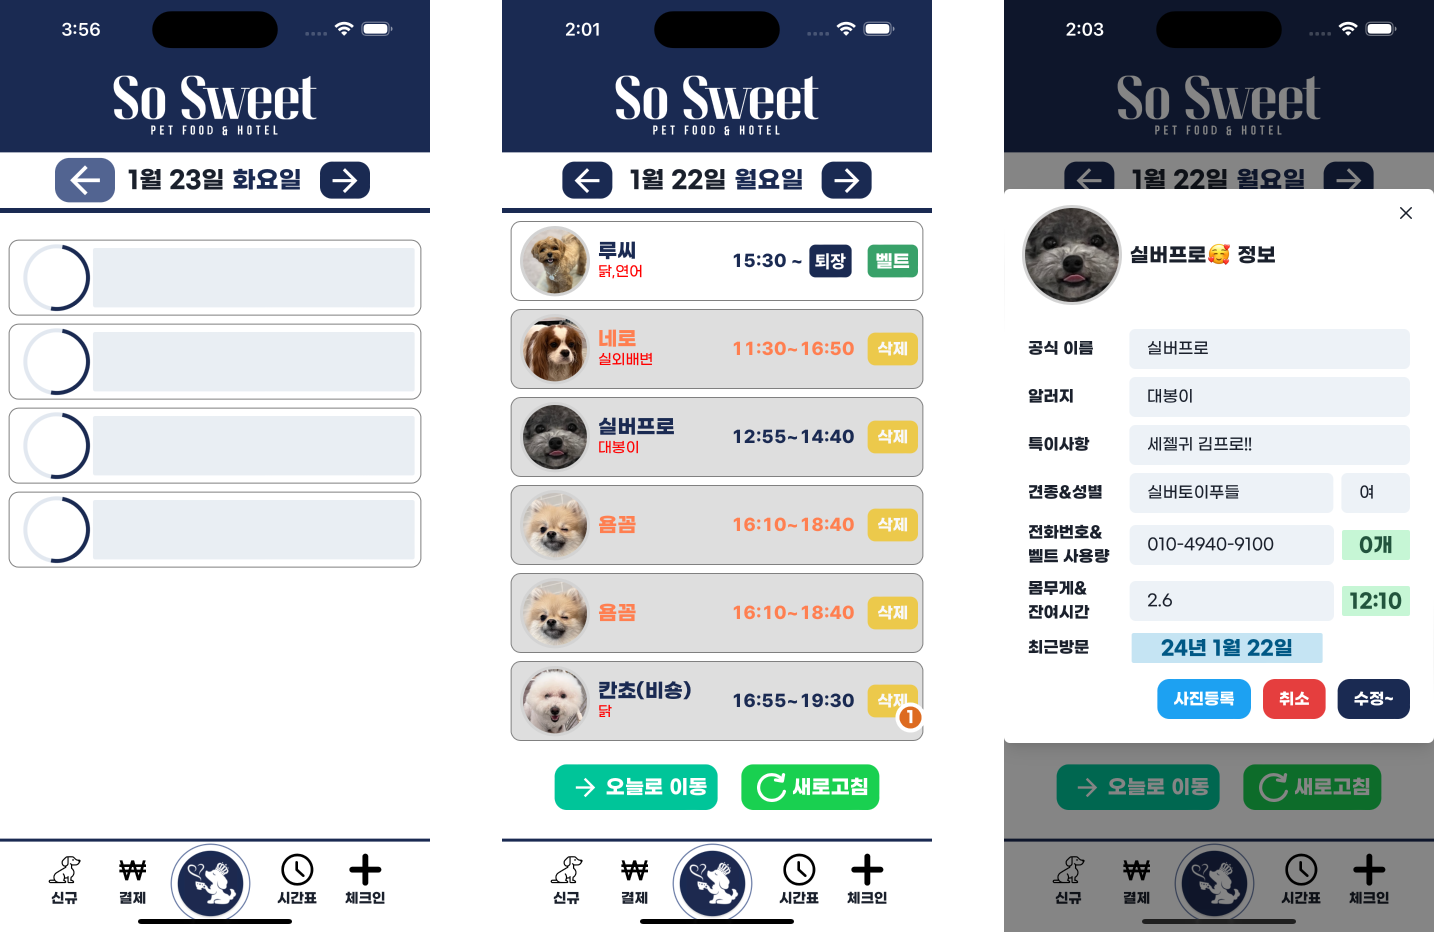 3:56
So Sweet
PET FOOD & HOTEL
1월 23일 화요일
신규
결제
시간표
체크인
2:01
So Sweet
PET FOOD & HOTEL
1월 22일 월요일
루씨
닭,연어
15:30 ~ 퇴장 벨트
네로
실외배변
11:30~16:50 삭제
실버프로
대봉이
12:55~14:40 삭제
욤꼼
16:10~18:40 삭제
욤꼼
16:10~18:40 삭제
칸쵸(비숑)
닭
16:55~19:30 삭제
1
오늘로 이동 새로고침
신규
결제
시간표
체크인
2:03
So Sweet
PET FOOD & HOTEL
1월 22일 월요일
실버프로🥰 정보
공식 이름 실버프로
알러지 대봉이
특이사항 세젤귀 김프로!!
견종&성별 실버토이푸들 여
전화번호&
벨트 사용량
010-4940-9100 0개
몸무게&
잔여시간
2.6 12:10
최근방문 24년 1월 22일
사진등록 취소 수정~
오늘로 이동 새로고침
신규
결제
시간표
체크인